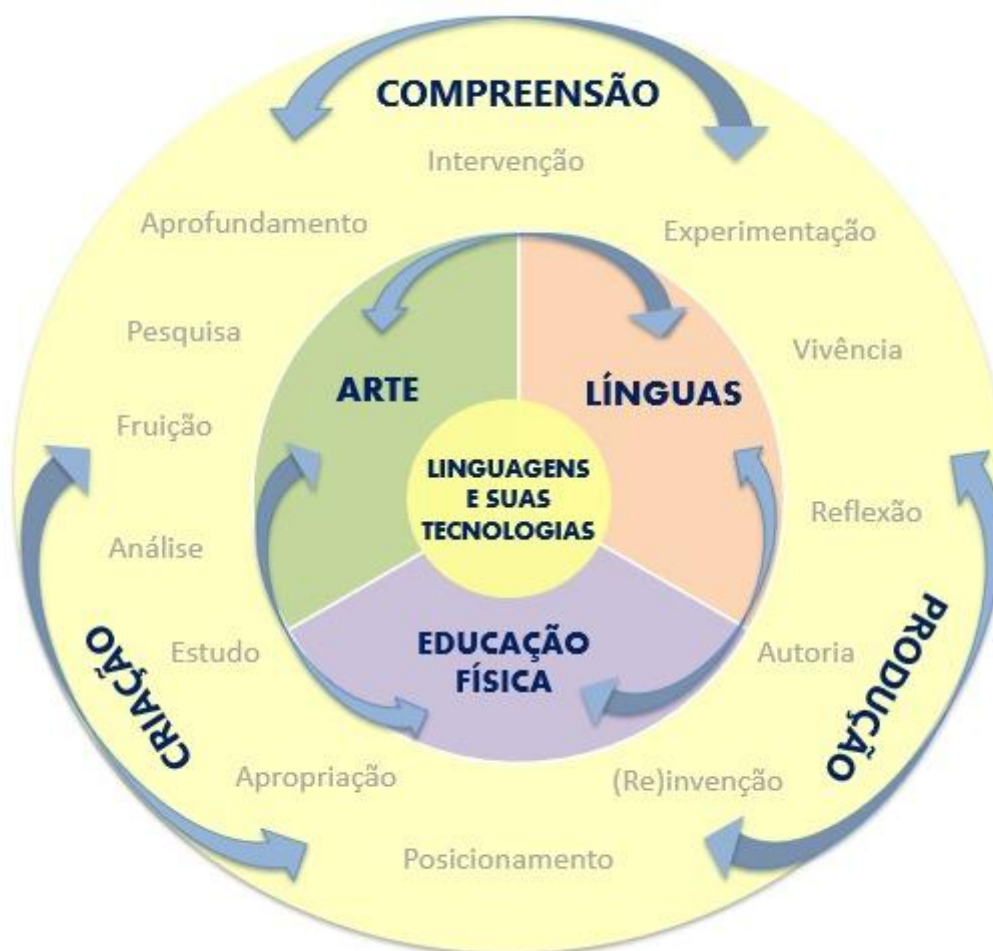 COMPREENSÃO
Intervenção
Aprofundamento
Experimentação
Pesquisa
Vivência
ARTE
LÍNGUAS
Fruição
LINGUAGENS
E SUAS
TECNOLOGIAS
Reflexão
Análise
Estudo
EDUCAÇÃO
FÍSICA
Autoria
CRIAÇÃO
PRODUÇÃO
Apropriação
(Re)invenção
Posicionamento